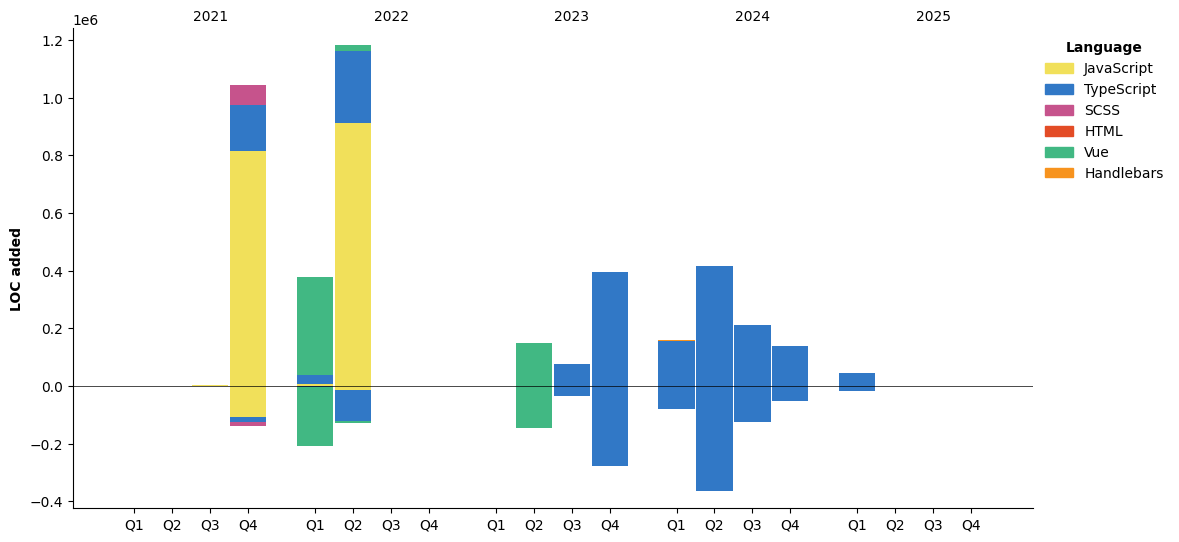 2021 2022 2023 2024 2025
1e6
1.2
1.0
0.8
0.6
0.4
0.2
0.0
−0.2
−0.4
LOC added
Q1 Q2 Q3 Q4 Q1 Q2 Q3 Q4 Q1 Q2 Q3 Q4 Q1 Q2 Q3 Q4 Q1 Q2 Q3 Q4
Language
JavaScript
TypeScript
SCSS
HTML
Vue
Handlebars